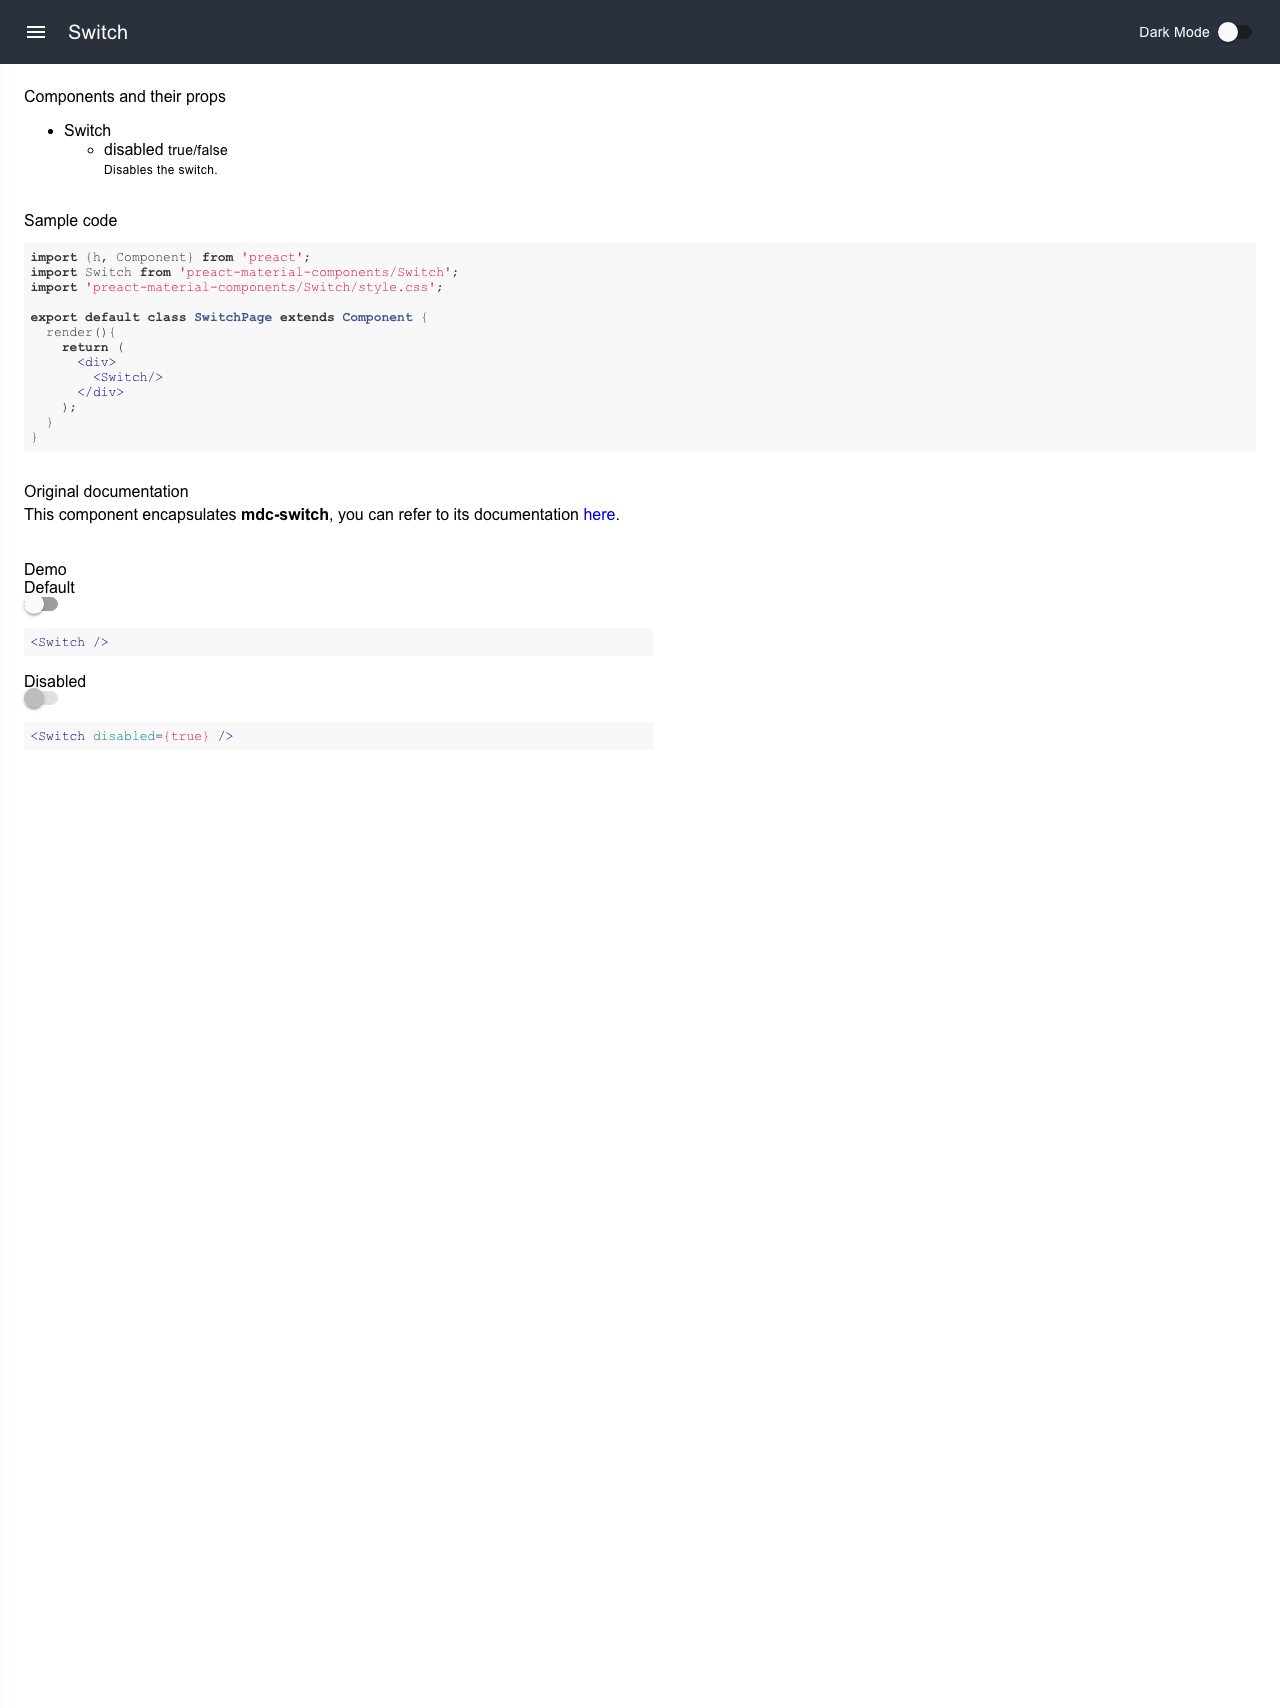 Switch
Dark Mode
Components and their props
Switch
disabled true/false
Disables the switch.
Sample code
import {h, Component} from 'preact';
import Switch from 'preact-material-components/Switch';
import 'preact-material-components/Switch/style.css';
export default class SwitchPage extends Component {
render(){
return (
<div>
<Switch/>
</div>
);
}
}
Original documentation
This component encapsulates mdc-switch, you can refer to its documentation here.
Demo
Default
<Switch />
Disabled
<Switch disabled={true} />